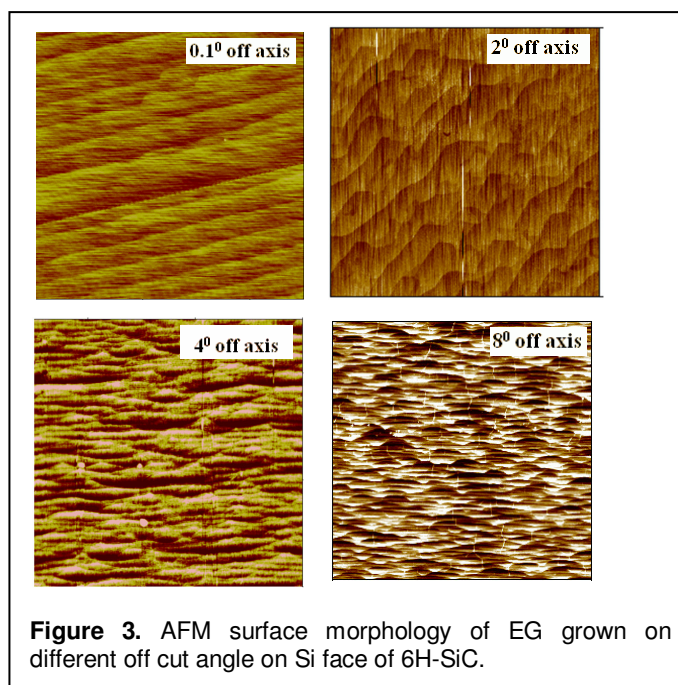 0.1⁰ off axis
2⁰ off axis
4⁰ off axis
8⁰ off axis
Figure 3. AFM surface morphology of EG grown on
different off cut angle on Si face of 6H-SiC.